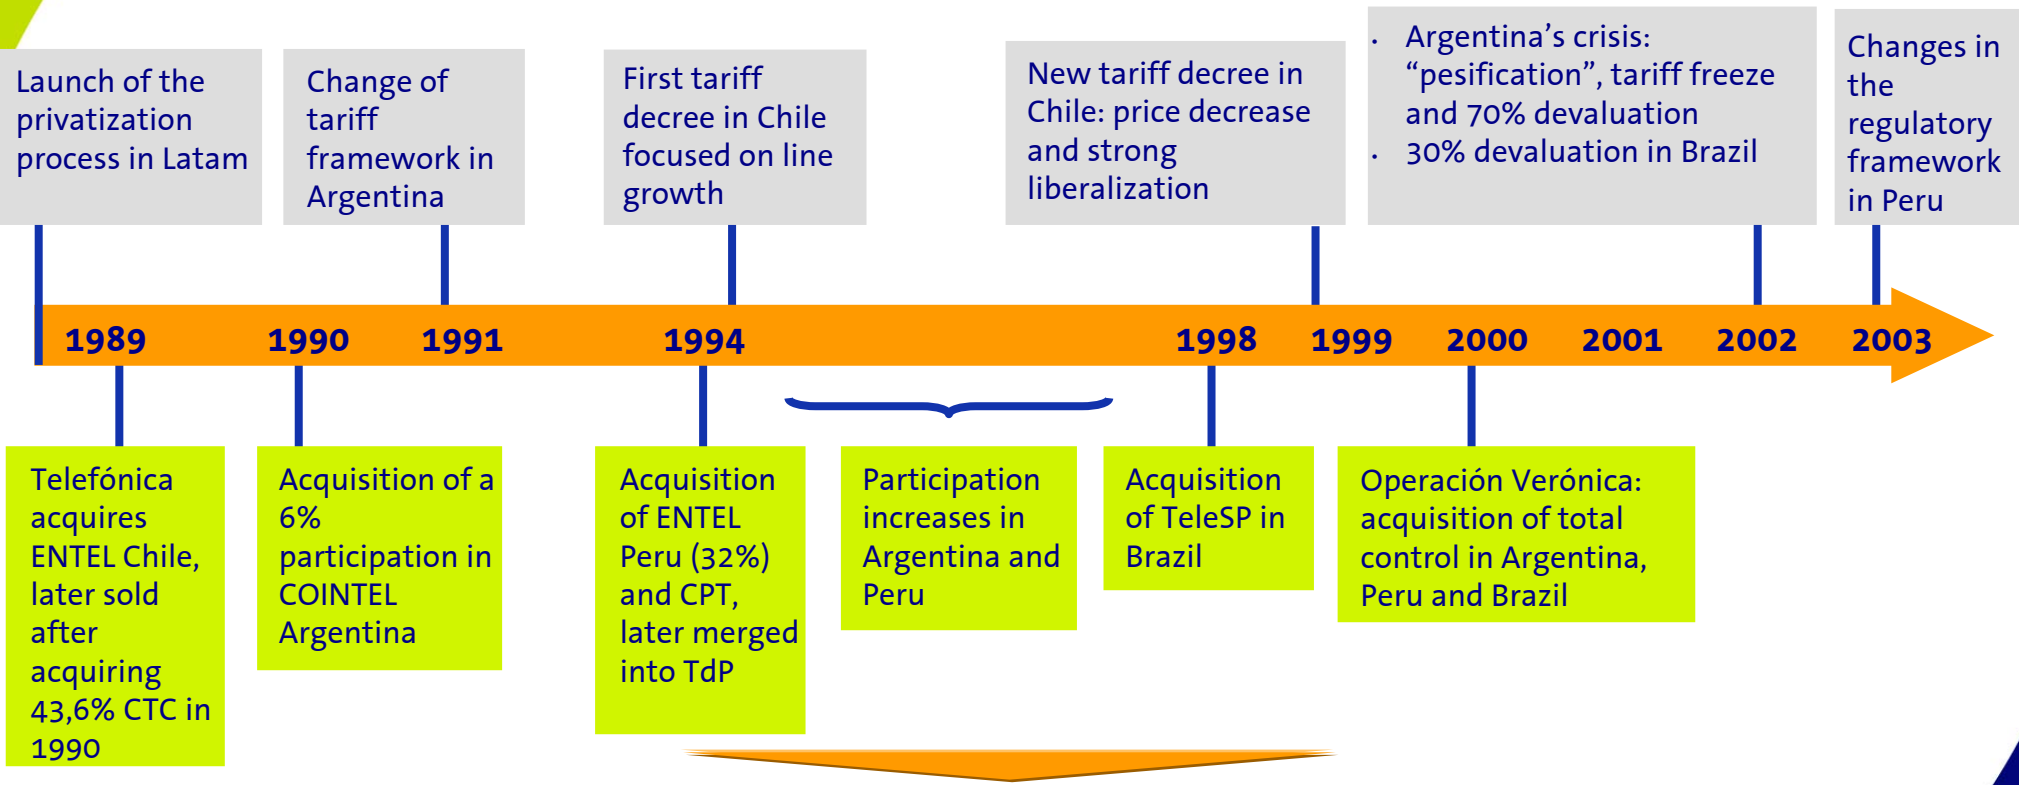 Launch of the
privatization
process in Latam
Change of
tariff
framework in
Argentina
First tariff
decree in Chile
focused on line
growth
New tariff decree in
Chile: price decrease
and strong
liberalization
· Argentina’s crisis:
“pesification”, tariff freeze
and 70% devaluation
· 30% devaluation in Brazil
Changes in
the
regulatory
framework
in Peru
1989 1990 1991 1994 1998 1999 2000 2001 2002 2003
Telefónica
acquires
ENTEL Chile,
later sold
after
acquiring
43,6% CTC in
1990
Acquisition of a
6%
participation in
COINTEL
Argentina
Acquisition
of ENTEL
Peru (32%)
and CPT,
later merged
into TdP
Participation
increases in
Argentina and
Peru
Acquisition
of TeleSP in
Brazil
Operación Verónica:
acquisition of total
control in Argentina,
Peru and Brazil